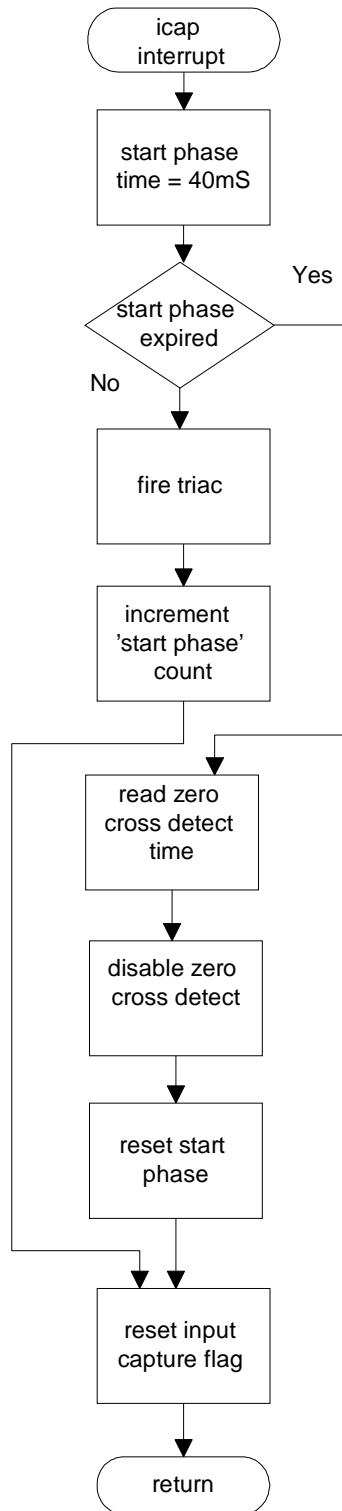 icap
interrupt
start phase
time = 40mS
Yes
start phase
expired
No
fire triac
increment
'start phase'
count
read zero
cross detect
time
disable zero
cross detect
reset start
phase
reset input
capture flag
return